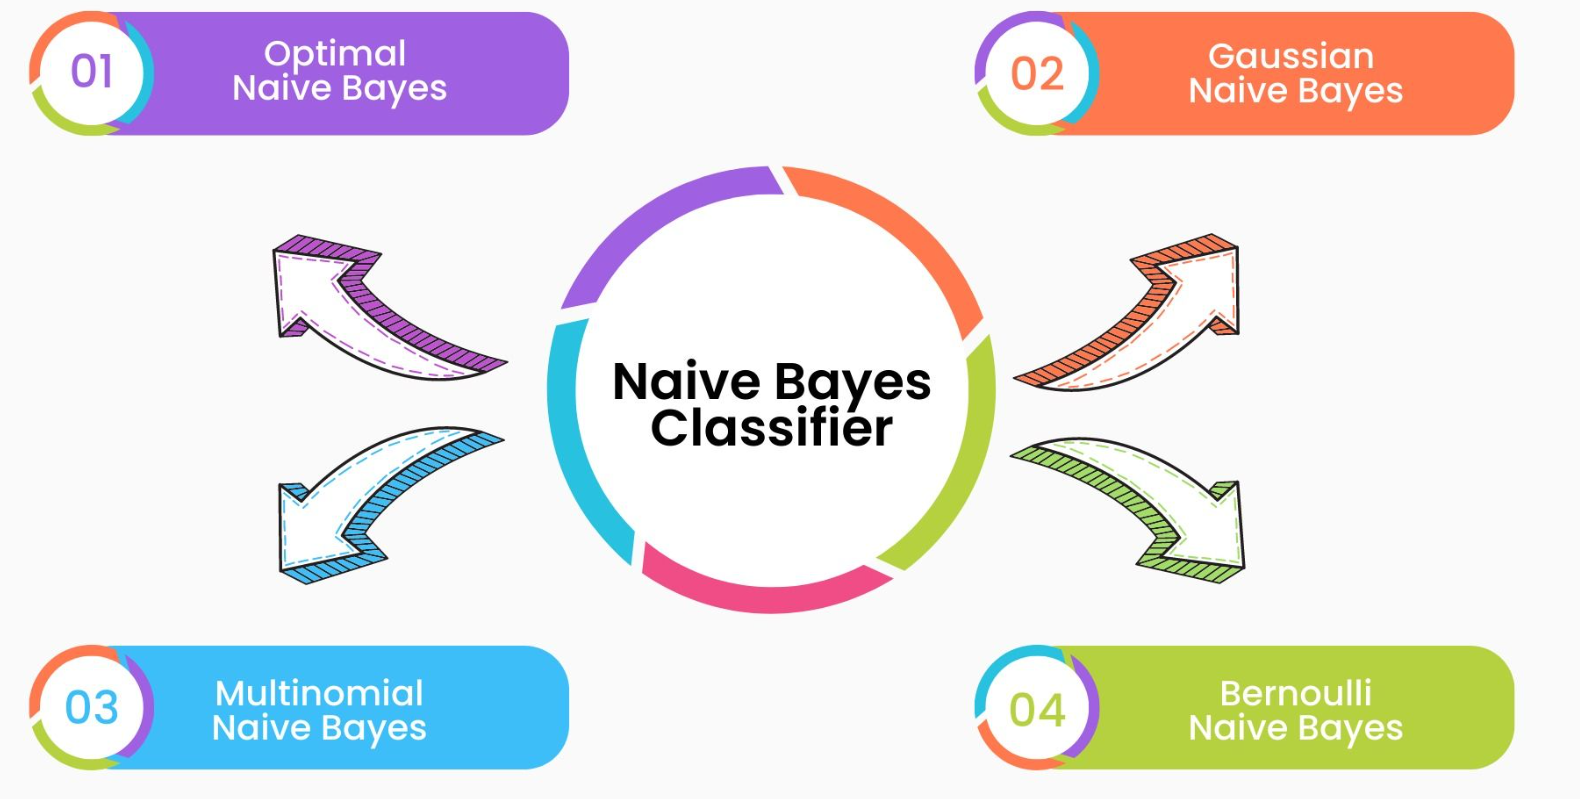 01
Optimal
Naive Bayes
02
Gaussian
Naive Bayes
Naive Bayes
Classifier
03
Multinomial
Naive Bayes
04
Bernoulli
Naive Bayes